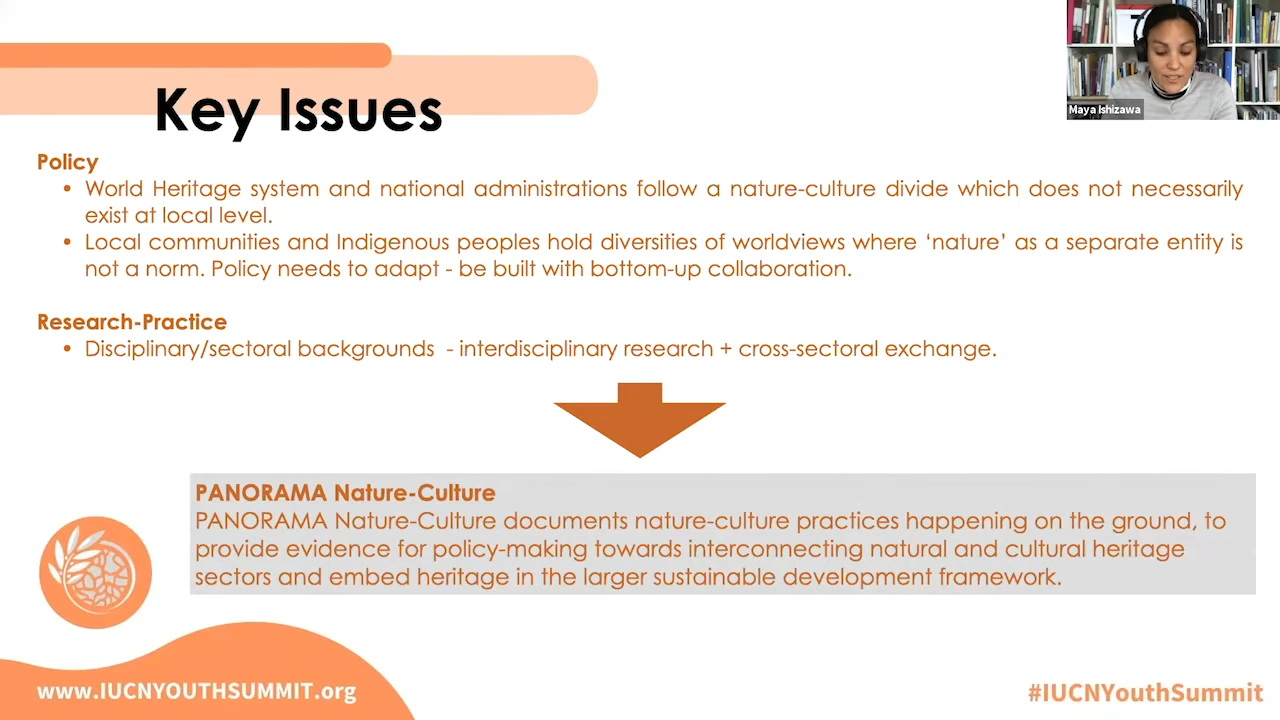 Key Issues
Maya Ishizawa
Policy
• World Heritage system and national administrations follow a nature-culture divide which does not necessarily
exist at local level.
• Local communities and Indigenous peoples hold diversities of worldviews where ‘nature’ as a separate entity is
not a norm. Policy needs to adapt - be built with bottom-up collaboration.
Research-Practice
• Disciplinary/sectoral backgrounds - interdisciplinary research + cross-sectoral exchange.
PANORAMA Nature-Culture
PANORAMA Nature-Culture documents nature-culture practices happening on the ground, to
provide evidence for policy-making towards interconnecting natural and cultural heritage
sectors and embed heritage in the larger sustainable development framework.
www.IUCNYOUTHSUMMIT.org
#IUCNYouthSummit